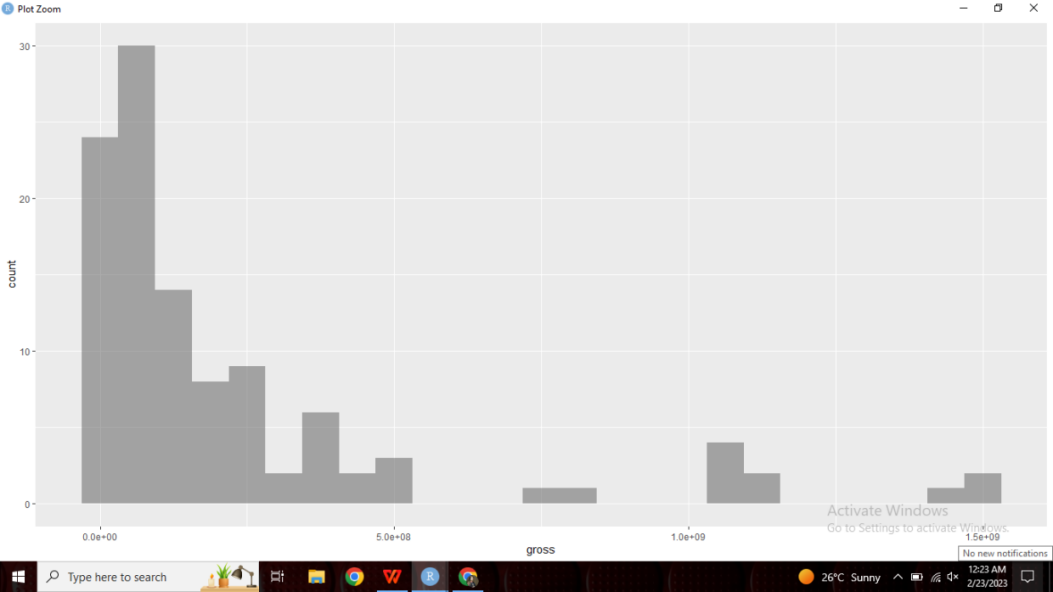 Plot Zoom
30
20
10
0
count
0.0e+00
5.0e+08
1.0e+09
1.5e+09
gross
Activate Windows
Go to Settings to activate Windows.
No new notifications
Type here to search
26°C Sunny
12:23 AM
2/23/2023